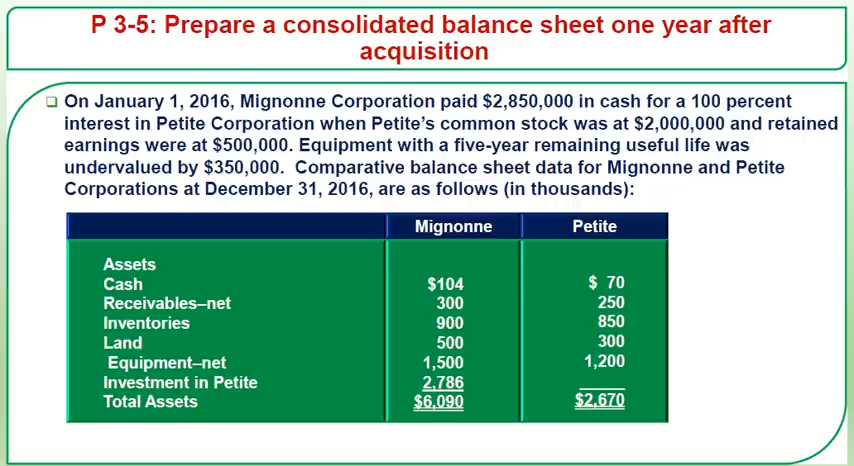 P 3-5: Prepare a consolidated balance sheet one year after
acquisition
On January 1, 2016, Mignonne Corporation paid $2,850,000 in cash for a 100 percent
interest in Petite Corporation when Petite's common stock was at $2,000,000 and retained
earnings were at $500,000. Equipment with a five-year remaining useful life was
undervalued by $350,000. Comparative balance sheet data for Mignonne and Petite
Corporations at December 31, 2016, are as follows (in thousands):
Mignonne Petite
Assets
Cash $104 $ 70
Receivables–net 300 250
Inventories 900 850
Land 500 300
Equipment–net 1,500 1,200
Investment in Petite 2,786
Total Assets $6,090 $2,670